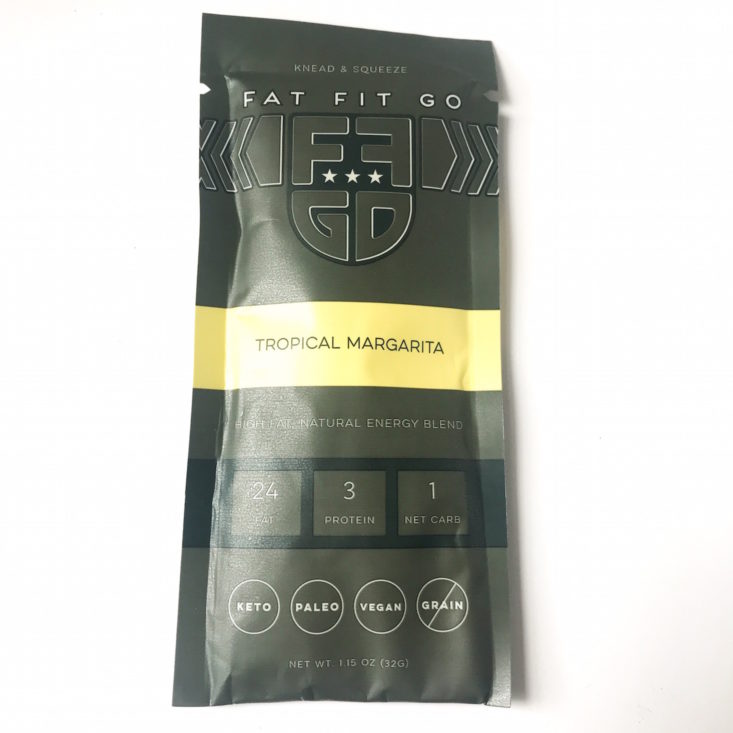 KNEAD & SQUEEZE
FAT FIT GO
FF
GO
TROPICAL MARGARITA
HIGH FAT, NATURAL ENERGY BLEND
24 3 1
FAT PROTEIN NET CARB
KETO PALEO VEGAN GRAIN
NET WT. 1.15 OZ (32G)